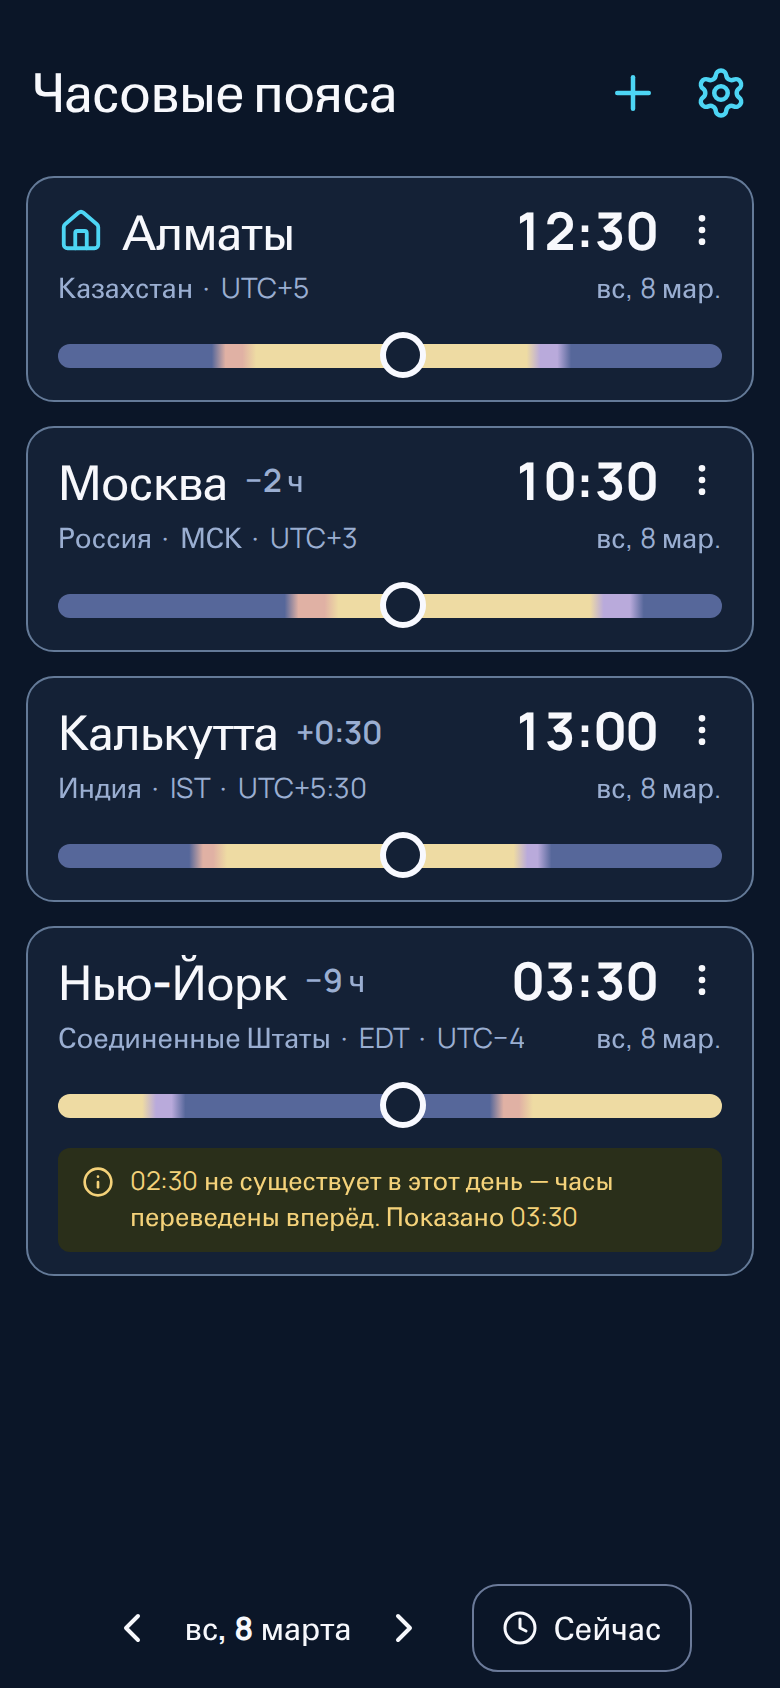 Часовые пояса
Алматы 12:30
Казахстан · UTC+5 вс, 8 мар.
Москва −2 ч 10:30
Россия · МСК · UTC+3 вс, 8 мар.
Калькутта +0:30 13:00
Индия · IST · UTC+5:30 вс, 8 мар.
Нью-Йорк −9 ч 03:30
Соединенные Штаты · EDT · UTC−4 вс, 8 мар.
02:30 не существует в этот день — часы
переведены вперёд. Показано 03:30
вс, 8 марта Сейчас